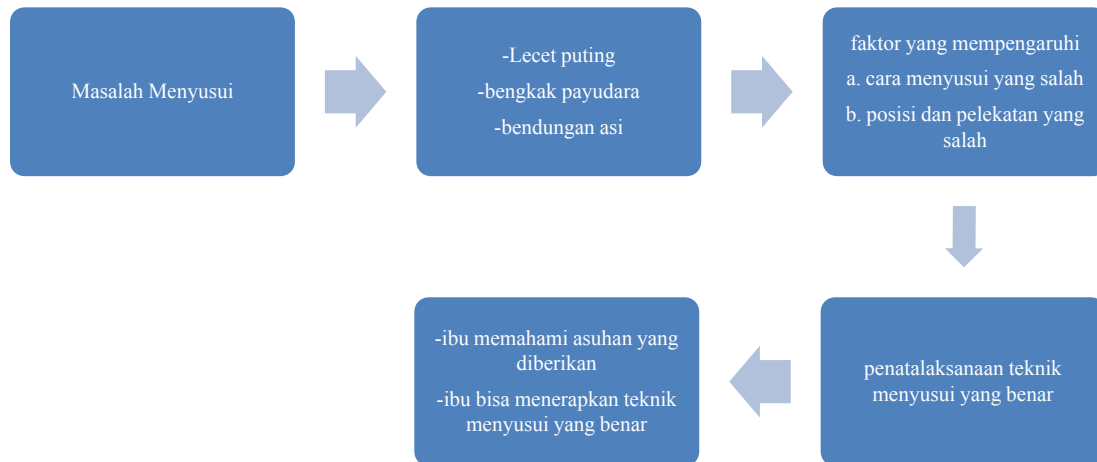 Masalah Menyusui
-Lecet puting
-bengkak payudara
-bendungan asi
faktor yang mempengaruhi
a. cara menyusui yang salah
b. posisi dan pelekatan yang
salah
penatalaksanaan teknik
menyusui yang benar
-ibu memahami asuhan yang
diberikan
-ibu bisa menerapkan teknik
menyusui yang benar